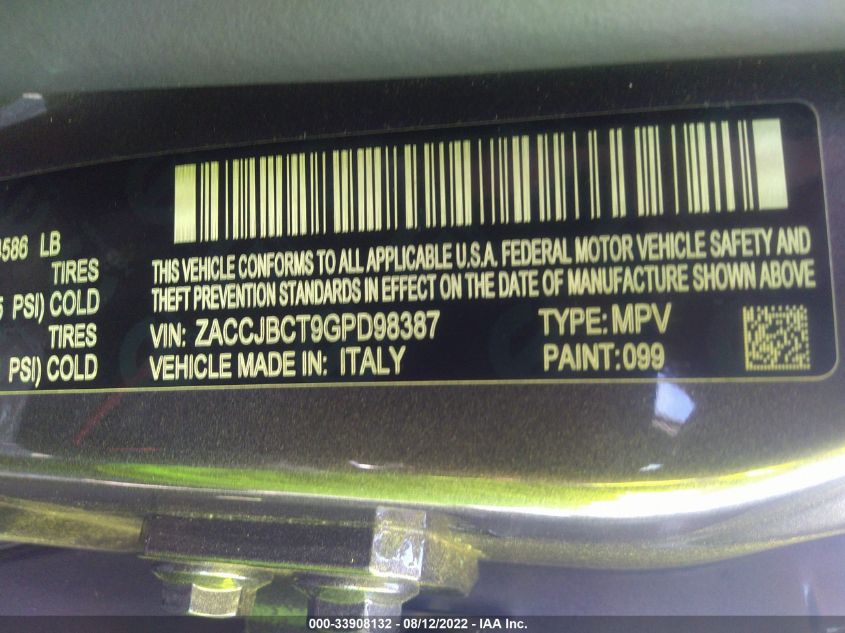 4586 LB
TIRES
5 PSI) COLD
TIRES
PSI) COLD
THIS VEHICLE CONFORMS TO ALL APPLICABLE U.S.A. FEDERAL MOTOR VEHICLE SAFETY AND
THEFT PREVENTION STANDARDS IN EFFECT ON THE DATE OF MANUFACTURE SHOWN ABOVE
VIN: ZACCJBCT9GPD98387 TYPE: MPV
VEHICLE MADE IN: ITALY PAINT: 099
000-33908132 - 08/12/2022 - IAA Inc.